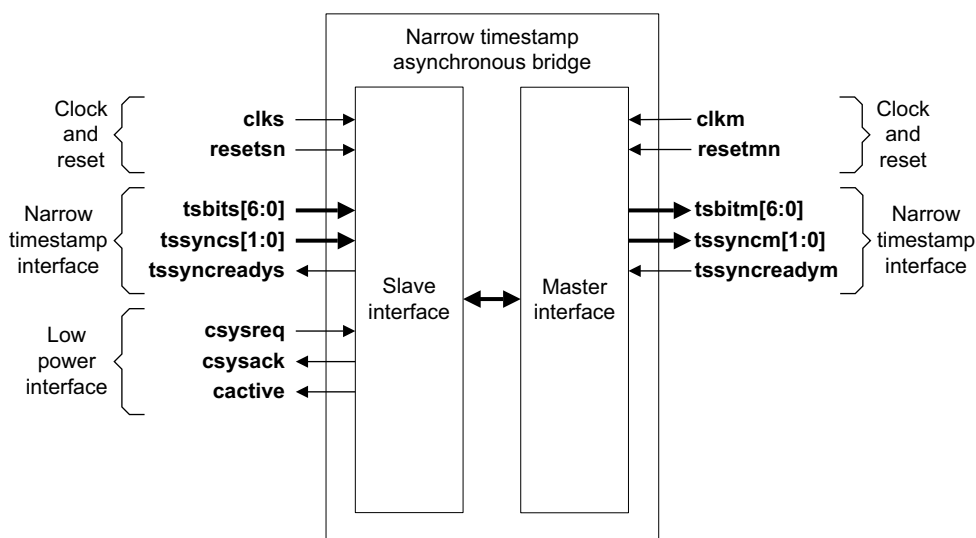 Narrow timestamp
asynchronous bridge
Clock
and
reset
clks
resetsn
Narrow
timestamp
interface
tsbits[6:0]
tssyncs[1:0]
tssyncreadys
Low
power
interface
csysreq
csysack
cactive
Slave
interface
Master
interface
clkm
resetmn
Clock
and
reset
tsbitm[6:0]
tssyncm[1:0]
tssyncreadym
Narrow
timestamp
interface